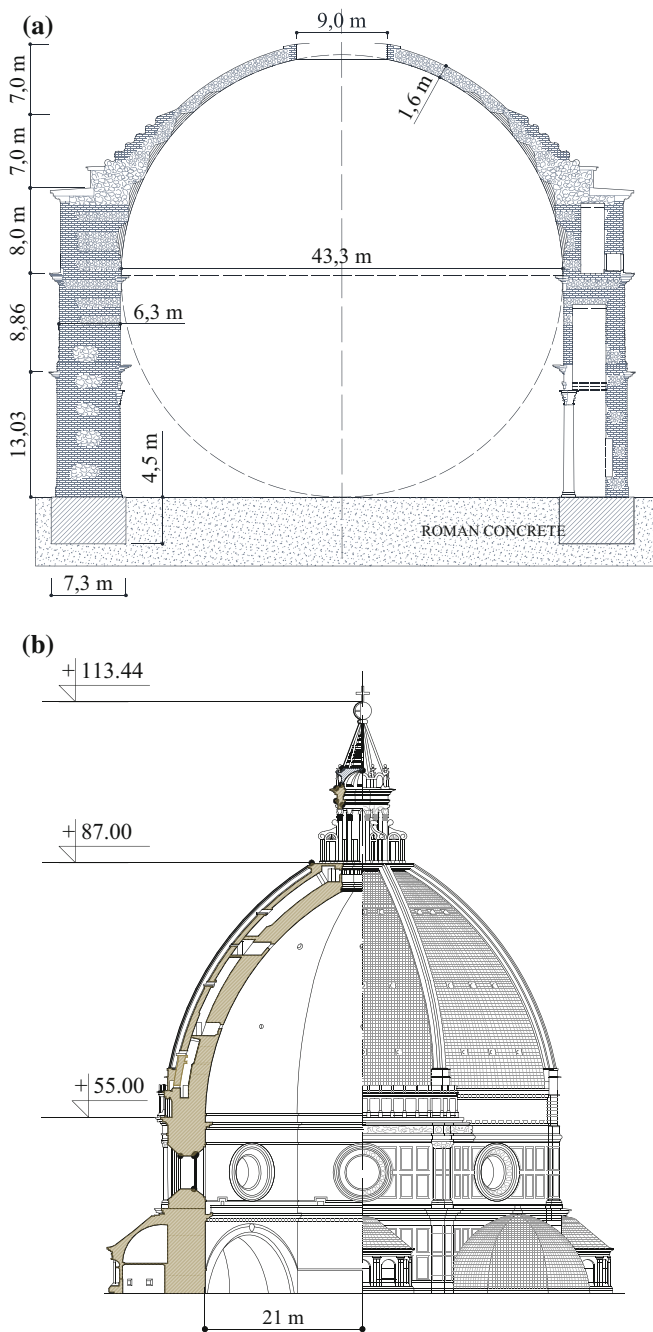 (a)
9,0 m
7,0 m
1,6 m
7,0 m
8,0 m
43,3 m
8,86
6,3 m
13,03
4,5 m
ROMAN CONCRETE
7,3 m
(b)
+ 113.44
+ 87.00
+ 55.00
21 m